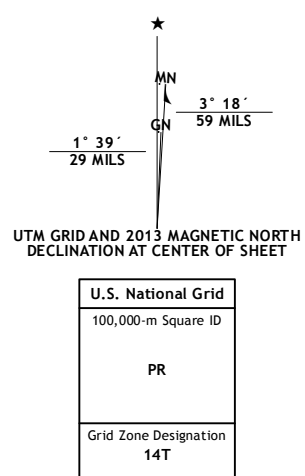 ★
MN
GN
3° 18´
59 MILS
1° 39´
29 MILS
UTM GRID AND 2013 MAGNETIC NORTH
DECLINATION AT CENTER OF SHEET
U.S. National Grid
100,000-m Square ID
PR
Grid Zone Designation
14T